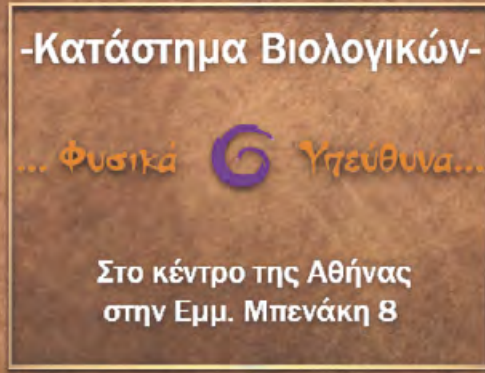 -Κατάστημα Βιολογικών-
... Φυσικά Υπεύθυνα...
Στο κέντρο της Αθήνας
στην Εμμ. Μπενάκη 8